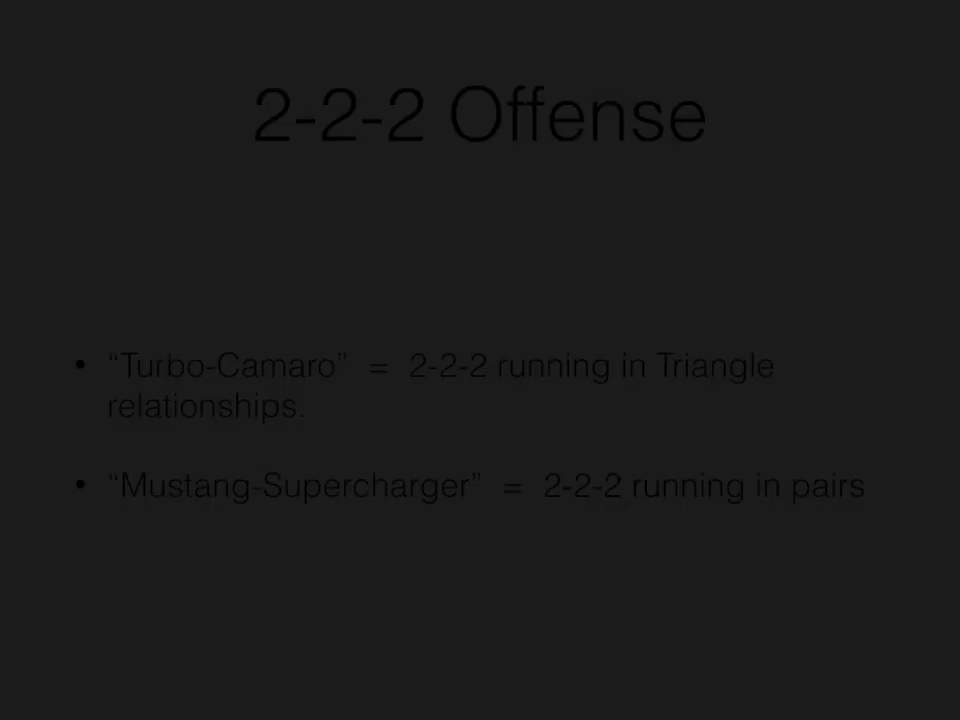 2-2-2 Offense
• “Turbo-Camaro” = 2-2-2 running in Triangle
relationships.
• “Mustang-Supercharger” = 2-2-2 running in pairs